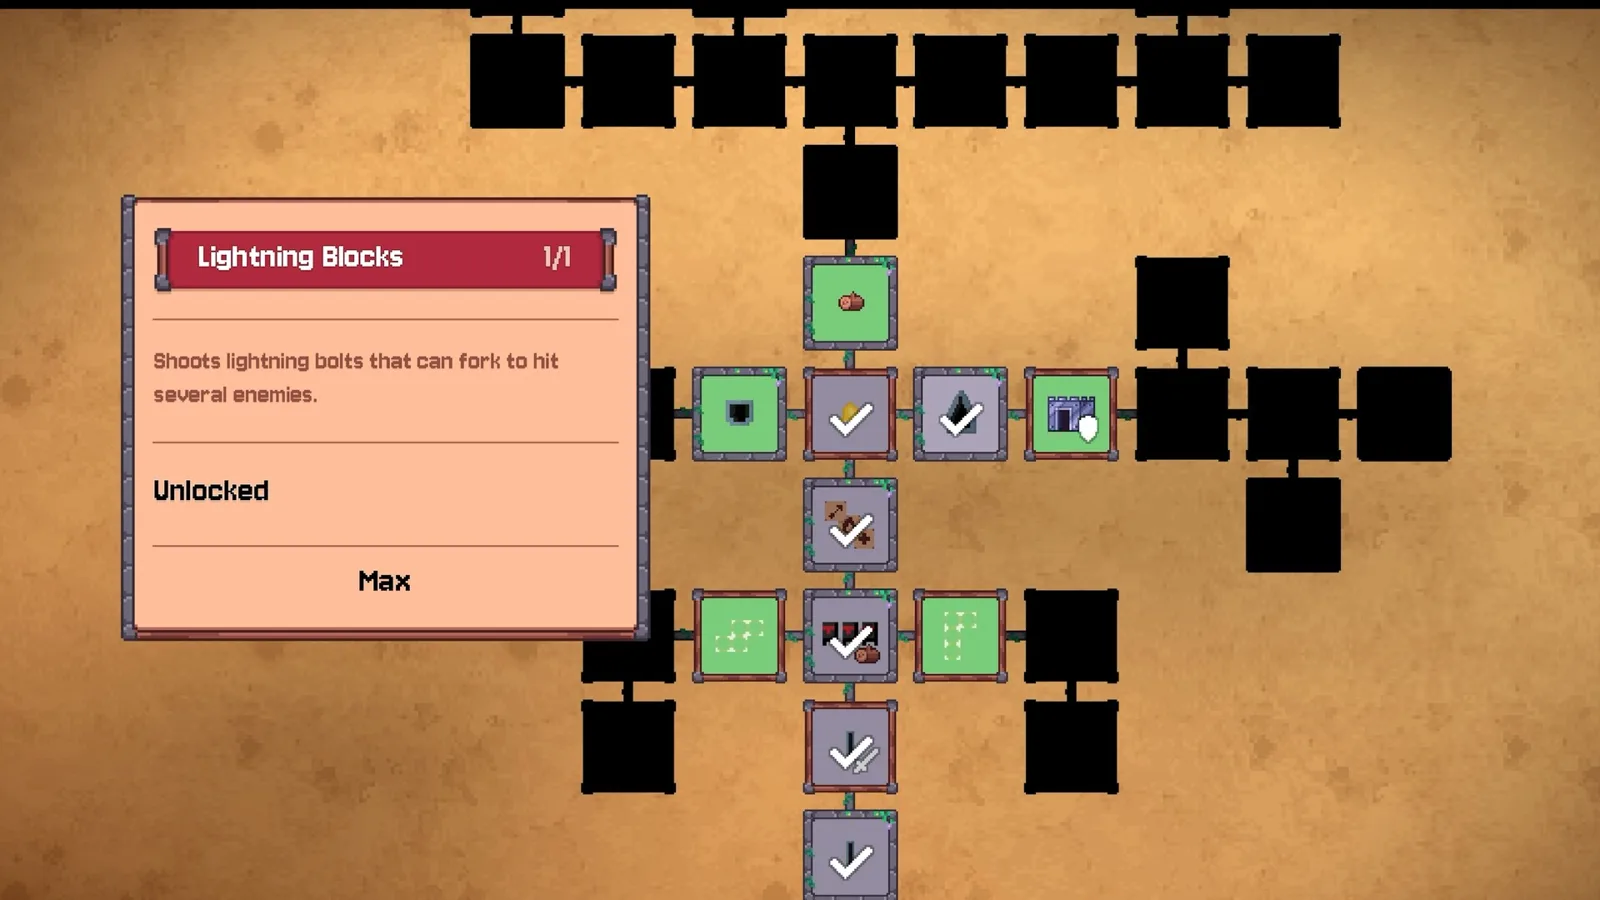 Lightning Blocks 1/1
Shoots lightning bolts that can fork to hit
several enemies.
Unlocked
Max